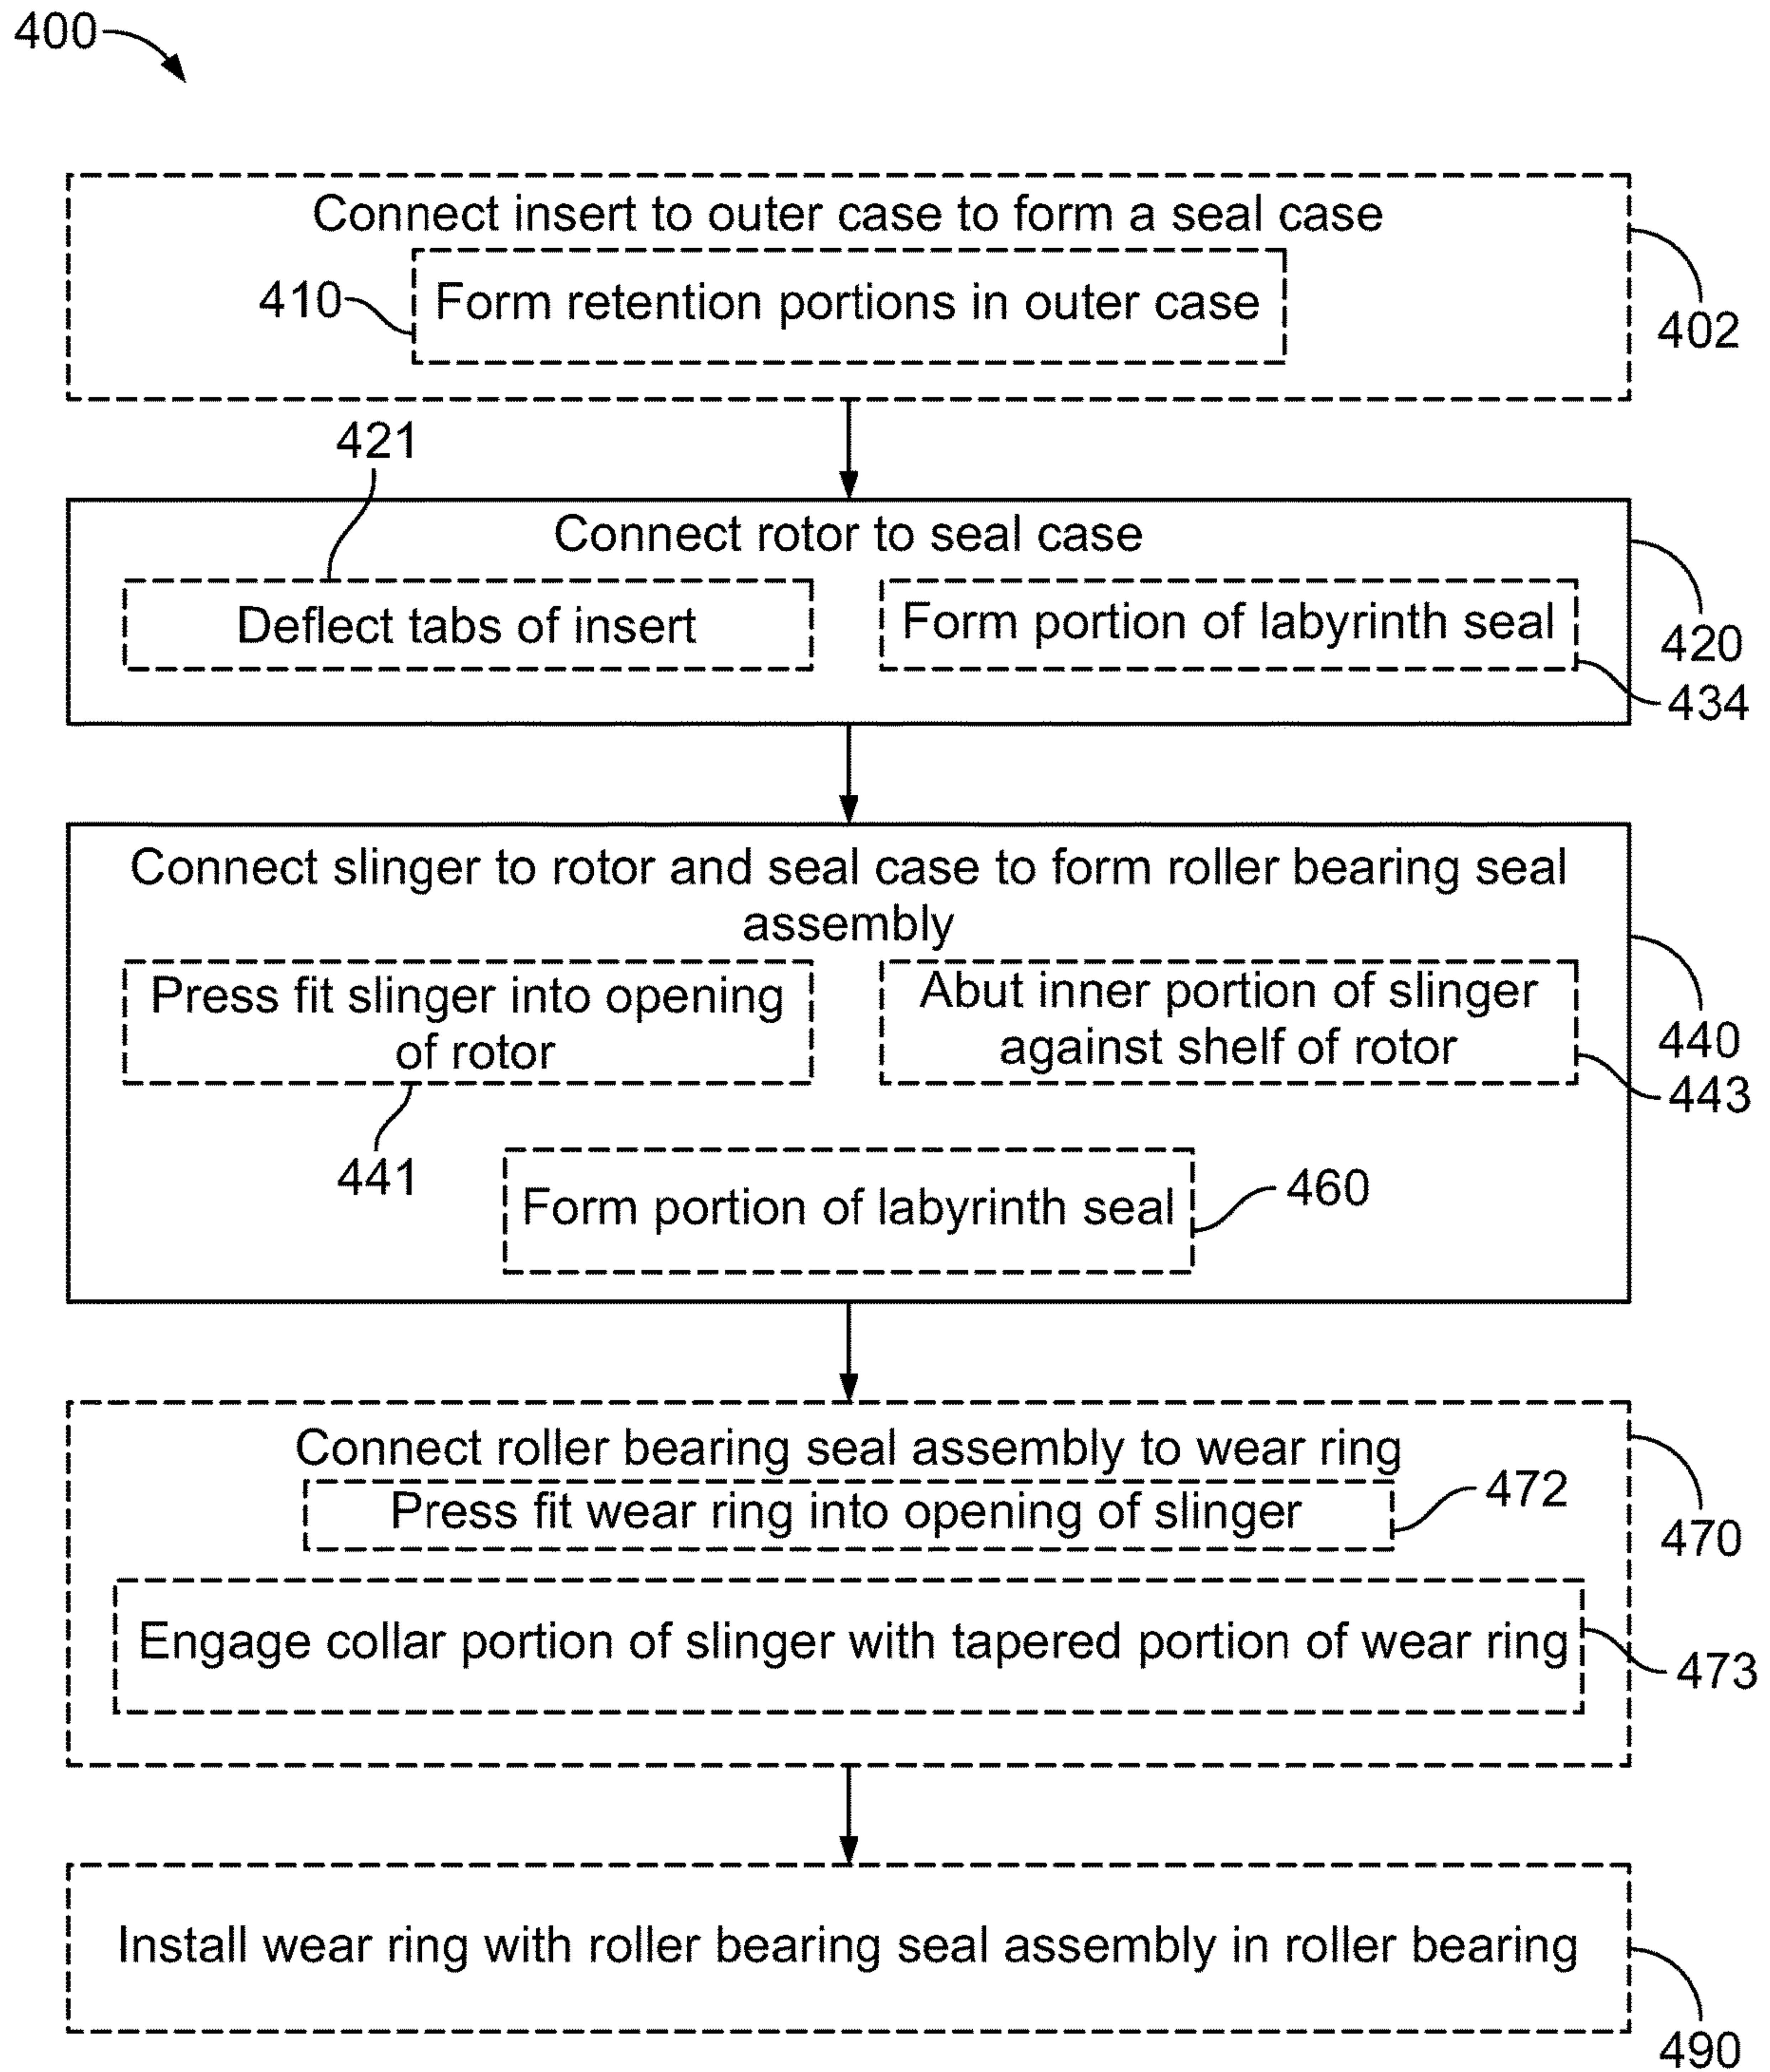 400
Connect insert to outer case to form a seal case
410
Form retention portions in outer case
402
421
Connect rotor to seal case
Deflect tabs of insert
Form portion of labyrinth seal
420
434
Connect slinger to rotor and seal case to form roller bearing seal
assembly
Press fit slinger into opening
of rotor
Abut inner portion of slinger
against shelf of rotor
440
443
441
Form portion of labyrinth seal
460
Connect roller bearing seal assembly to wear ring
Press fit wear ring into opening of slinger
472
470
Engage collar portion of slinger with tapered portion of wear ring
473
Install wear ring with roller bearing seal assembly in roller bearing
490